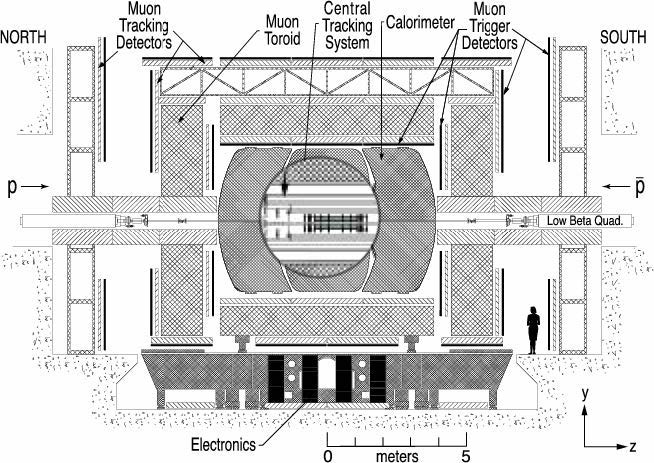 NORTH
Muon
Tracking
Detectors
Muon
Toroid
Central
Tracking
System
Calorimeter
Muon
Trigger
Detectors
SOUTH
p
p̄
Low Beta Quad.
Electronics
0 meters 5
y
z